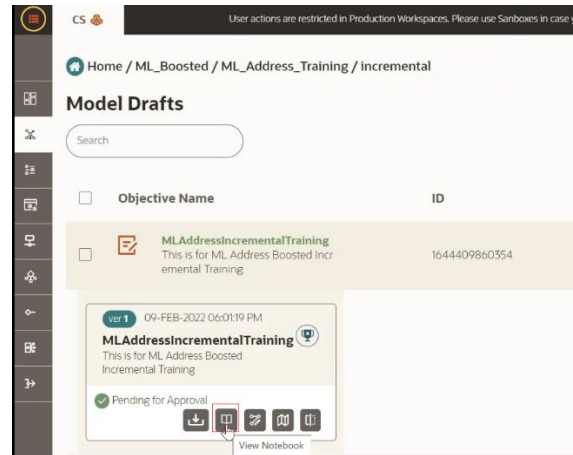 CS
User actions are restricted in Production Workspaces. Please use Sanboxes in case y
Home / ML_Boosted / ML_Address_Training / incremental
Model Drafts
Search
Objective Name
ID
MLAddressIncrementalTraining
This is for ML Address Boosted Incr
emental Training
1644409860354
ver 1
09-FEB-2022 06:01:19 PM
MLAddressIncrementalTraining
This is for ML Address Boosted
Incremental Training
Pending for Approval
View Notebook